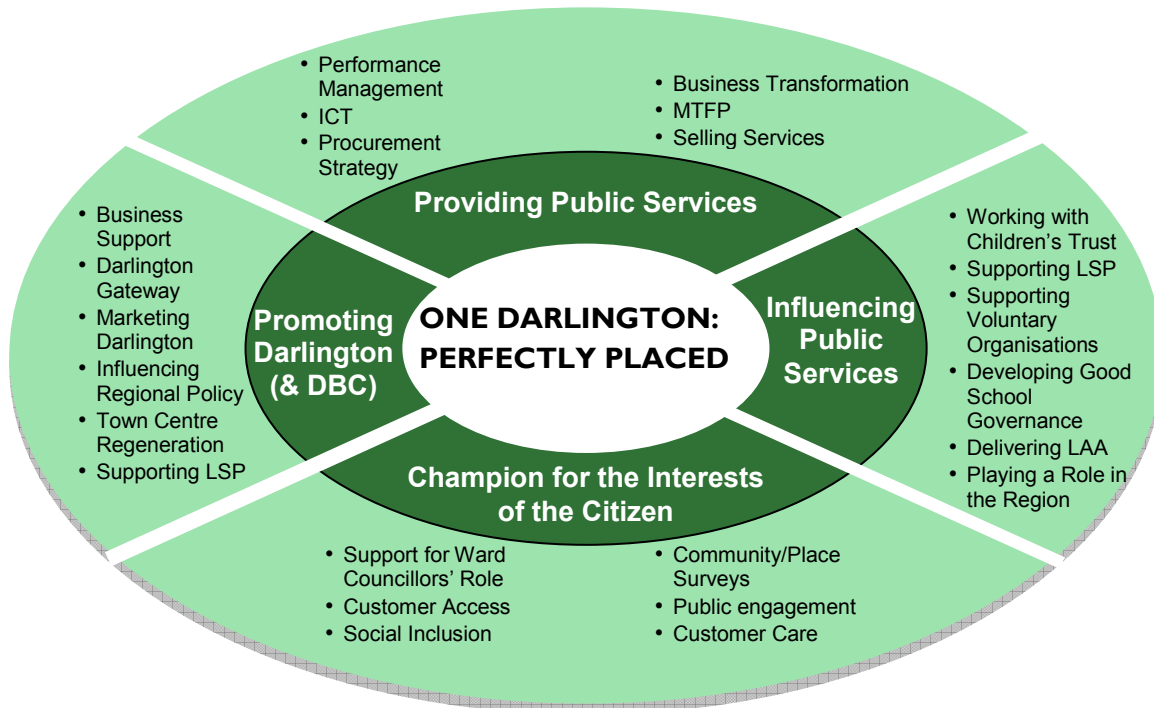 • Performance
Management
• ICT
• Procurement
Strategy
• Business Transformation
• MTFP
• Selling Services
Providing Public Services
• Business
Support
• Darlington
Gateway
• Marketing
Darlington
• Influencing
Regional Policy
• Town Centre
Regeneration
• Supporting LSP
Promoting
Darlington
(& DBC)
ONE DARLINGTON:
PERFECTLY PLACED
Influencing
Public
Services
• Working with
Children’s Trust
• Supporting LSP
• Supporting
Voluntary
Organisations
• Developing Good
School
Governance
• Delivering LAA
• Playing a Role in
the Region
Champion for the Interests
of the Citizen
• Support for Ward
Councillors’ Role
• Customer Access
• Social Inclusion
• Community/Place
Surveys
• Public engagement
• Customer Care